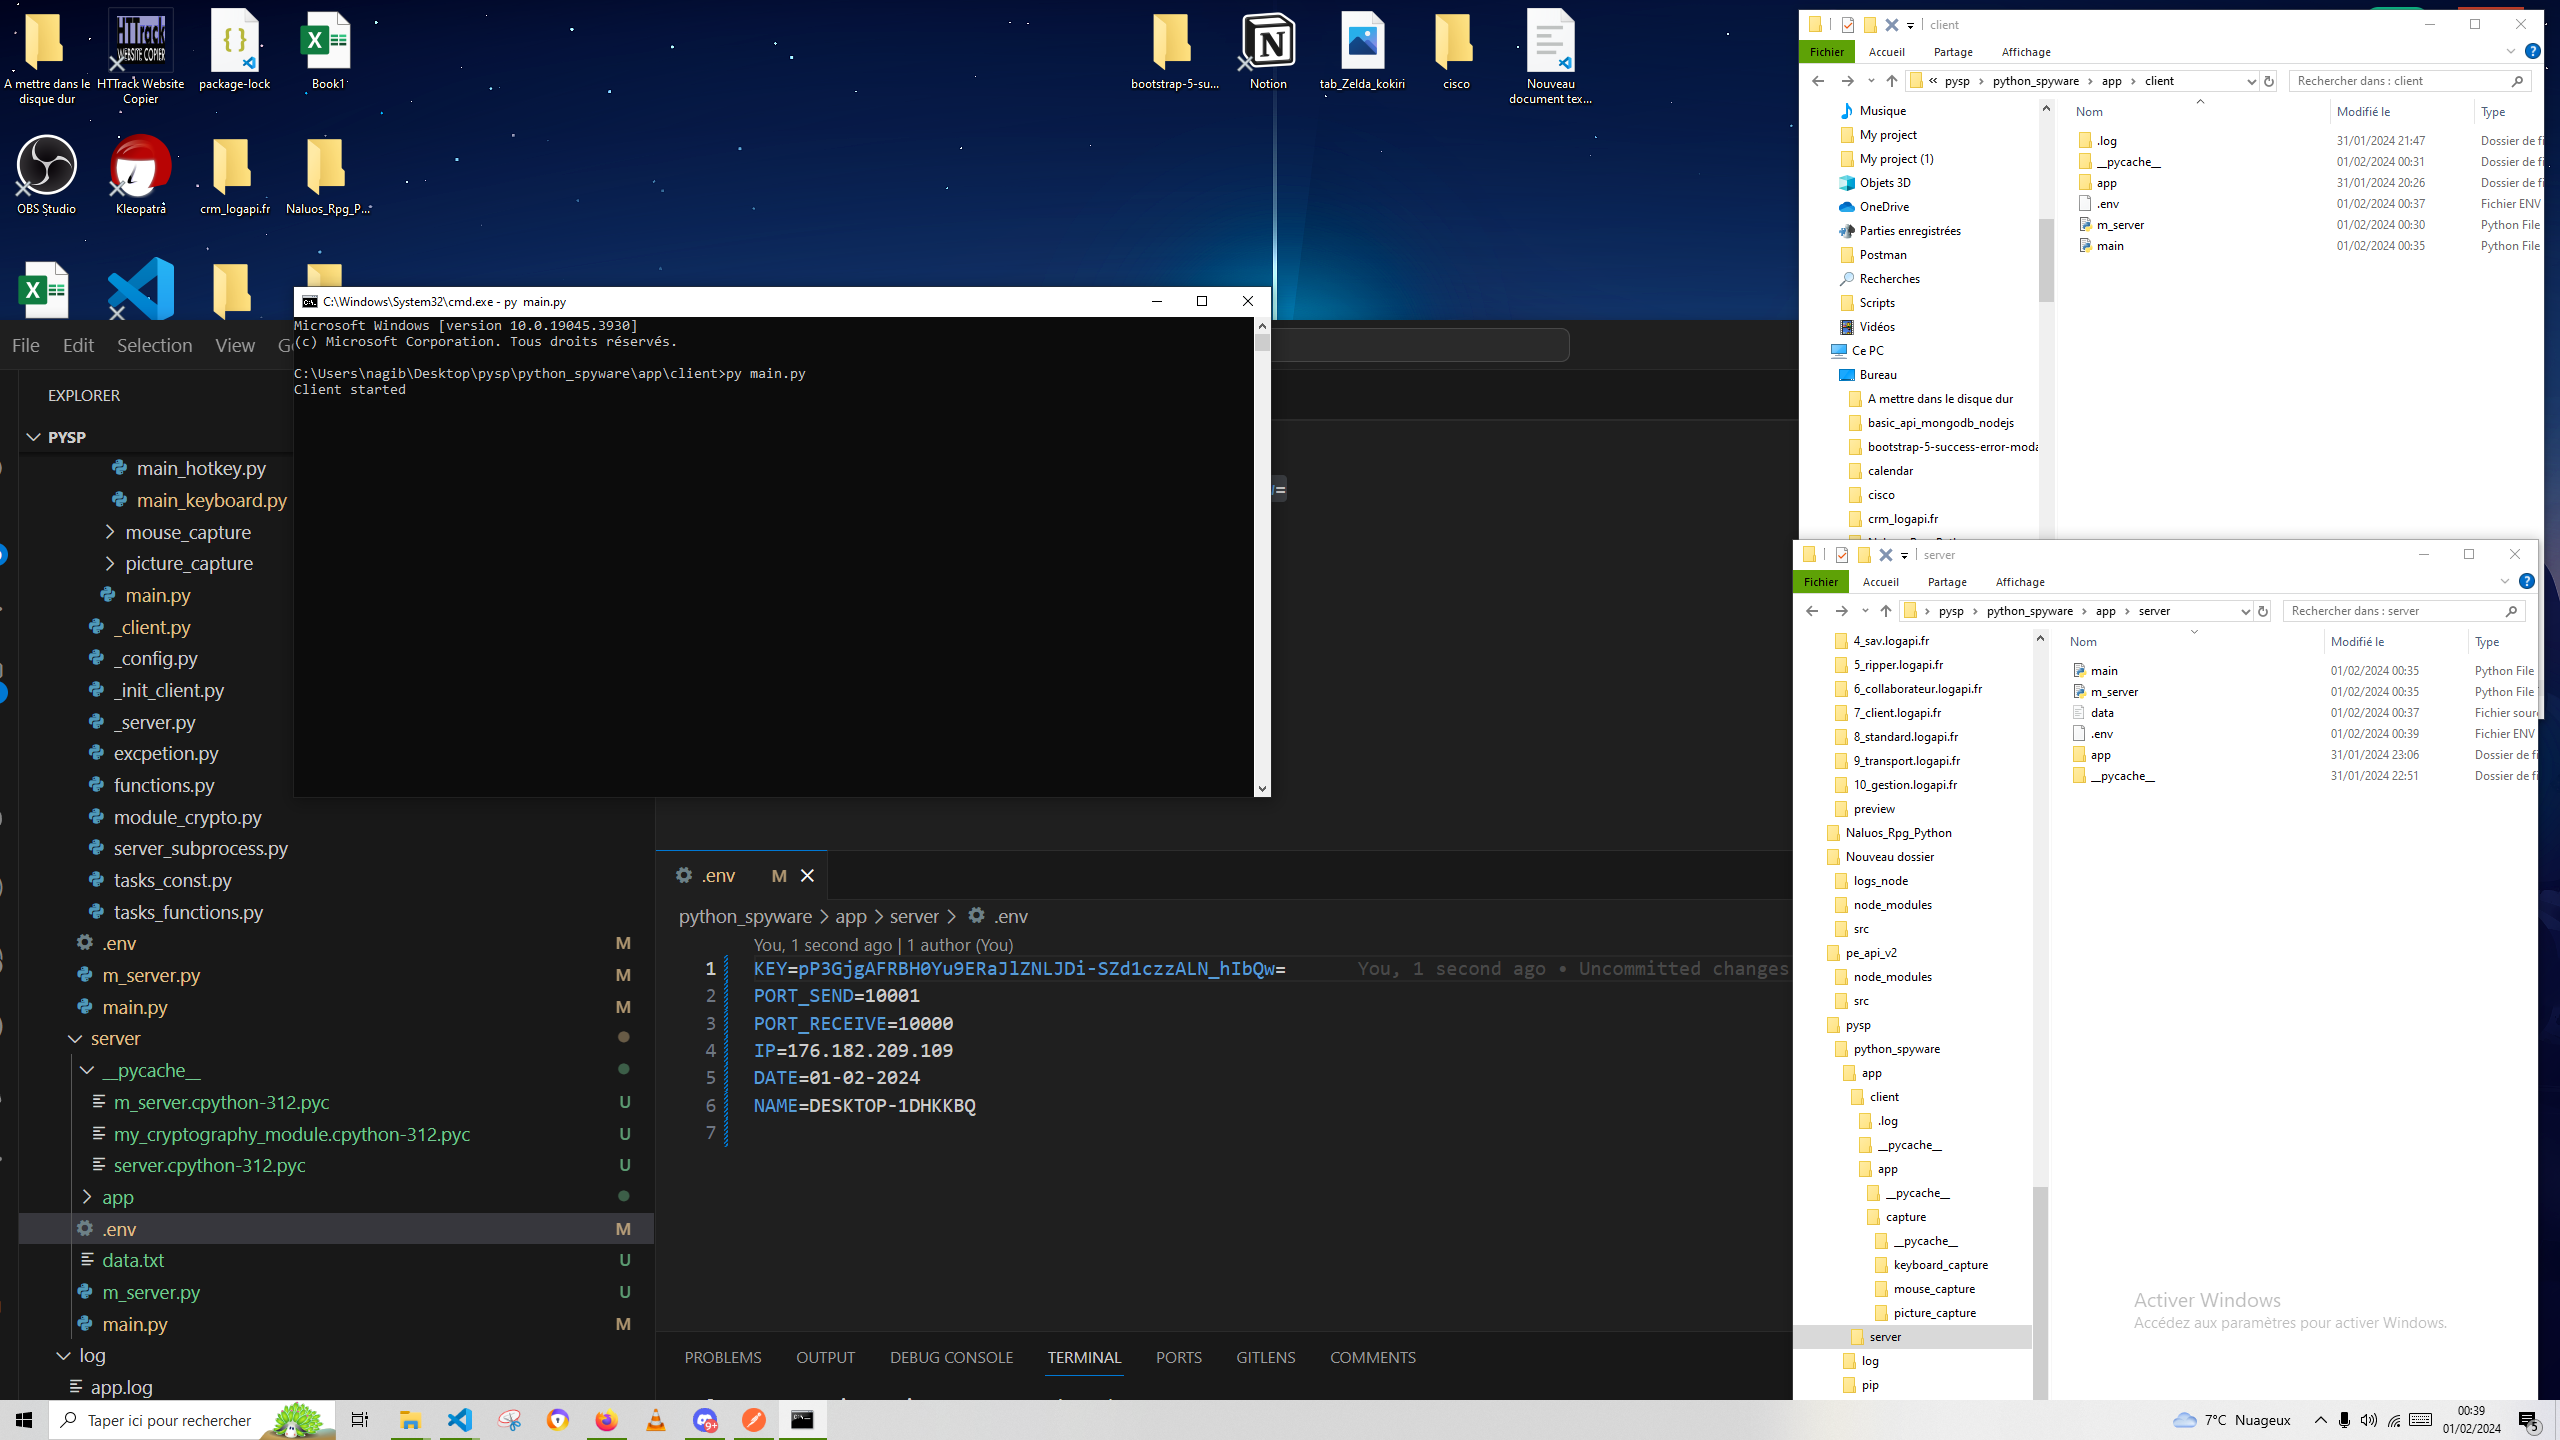 A mettre dans le disque dur
HTTrack Website Copier
package-lock
Book1
bootstrap-5-su...
Notion
tab_Zelda_kokiri
cisco
Nouveau document tex...
OBS Studio
Kleopatra
crm_logapi.fr
Naluos_Rpg_P...
C:\Windows\System32\cmd.exe - py  main.py
Microsoft Windows [version 10.0.19045.3930]
(c) Microsoft Corporation. Tous droits réservés.
C:\Users\nagib\Desktop\pysp\python_spyware\app\client>py main.py
Client started
File Edit Selection View
EXPLORER
PYSP
main_hotkey.py
main_keyboard.py
mouse_capture
picture_capture
main.py
_client.py
_config.py
_init_client.py
_server.py
excpetion.py
functions.py
module_crypto.py
server_subprocess.py
tasks_const.py
tasks_functions.py
.env M
m_server.py M
main.py M
server
__pycache__
m_server.cpython-312.pyc U
my_cryptography_module.cpython-312.pyc U
server.cpython-312.pyc U
app
.env M
data.txt U
m_server.py U
main.py M
log
app.log
.env M
python_spyware > app > server > .env
You, 1 second ago | 1 author (You)
1 KEY=pP3GjgAFRBH0Yu9ERaJlZNLJDi-SZd1czzALN_hIbQw= You, 1 second ago • Uncommitted changes
2 PORT_SEND=10001
3 PORT_RECEIVE=10000
4 IP=176.182.209.109
5 DATE=01-02-2024
6 NAME=DESKTOP-1DHKKBQ
7
PROBLEMS OUTPUT DEBUG CONSOLE TERMINAL PORTS GITLENS COMMENTS
client
Fichier Accueil Partage Affichage
« pysp > python_spyware > app > client
Rechercher dans : client
Musique
My project
My project (1)
Objets 3D
OneDrive
Parties enregistrées
Postman
Recherches
Scripts
Vidéos
Ce PC
Bureau
A mettre dans le disque dur
basic_api_mongodb_nodejs
bootstrap-5-success-error-moda
calendar
cisco
crm_logapi.fr
Nom Modifié le Type
.log 31/01/2024 21:47 Dossier de fi
__pycache__ 01/02/2024 00:31 Dossier de fi
app 31/01/2024 20:26 Dossier de fi
.env 01/02/2024 00:37 Fichier ENV
m_server 01/02/2024 00:30 Python File
main 01/02/2024 00:35 Python File
server
Fichier Accueil Partage Affichage
> pysp > python_spyware > app > server
Rechercher dans : server
4_sav.logapi.fr
5_ripper.logapi.fr
6_collaborateur.logapi.fr
7_client.logapi.fr
8_standard.logapi.fr
9_transport.logapi.fr
10_gestion.logapi.fr
preview
Naluos_Rpg_Python
Nouveau dossier
logs_node
node_modules
src
pe_api_v2
node_modules
src
pysp
python_spyware
app
client
.log
__pycache__
app
__pycache__
capture
__pycache__
keyboard_capture
mouse_capture
picture_capture
server
log
pip
Nom Modifié le Type
main 01/02/2024 00:35 Python File
m_server 01/02/2024 00:35 Python File
data 01/02/2024 00:37 Fichier sour
.env 01/02/2024 00:39 Fichier ENV
app 31/01/2024 23:06 Dossier de fi
__pycache__ 31/01/2024 22:51 Dossier de fi
Activer Windows
Accédez aux paramètres pour activer Windows.
Taper ici pour rechercher
9+
7°C Nuageux
00:39
01/02/2024
5